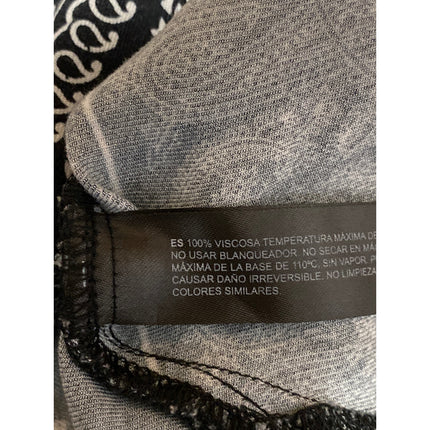 ES 100% VISCOSA TEMPERATURA MÁXIMA DE
NO USAR BLANQUEADOR. NO SECAR EN
MÁXIMA DE LA BASE DE 110°C, SIN VAPOR,
CAUSAR DAÑO IRREVERSIBLE. NO LIMPIEZA
COLORES SIMILARES.